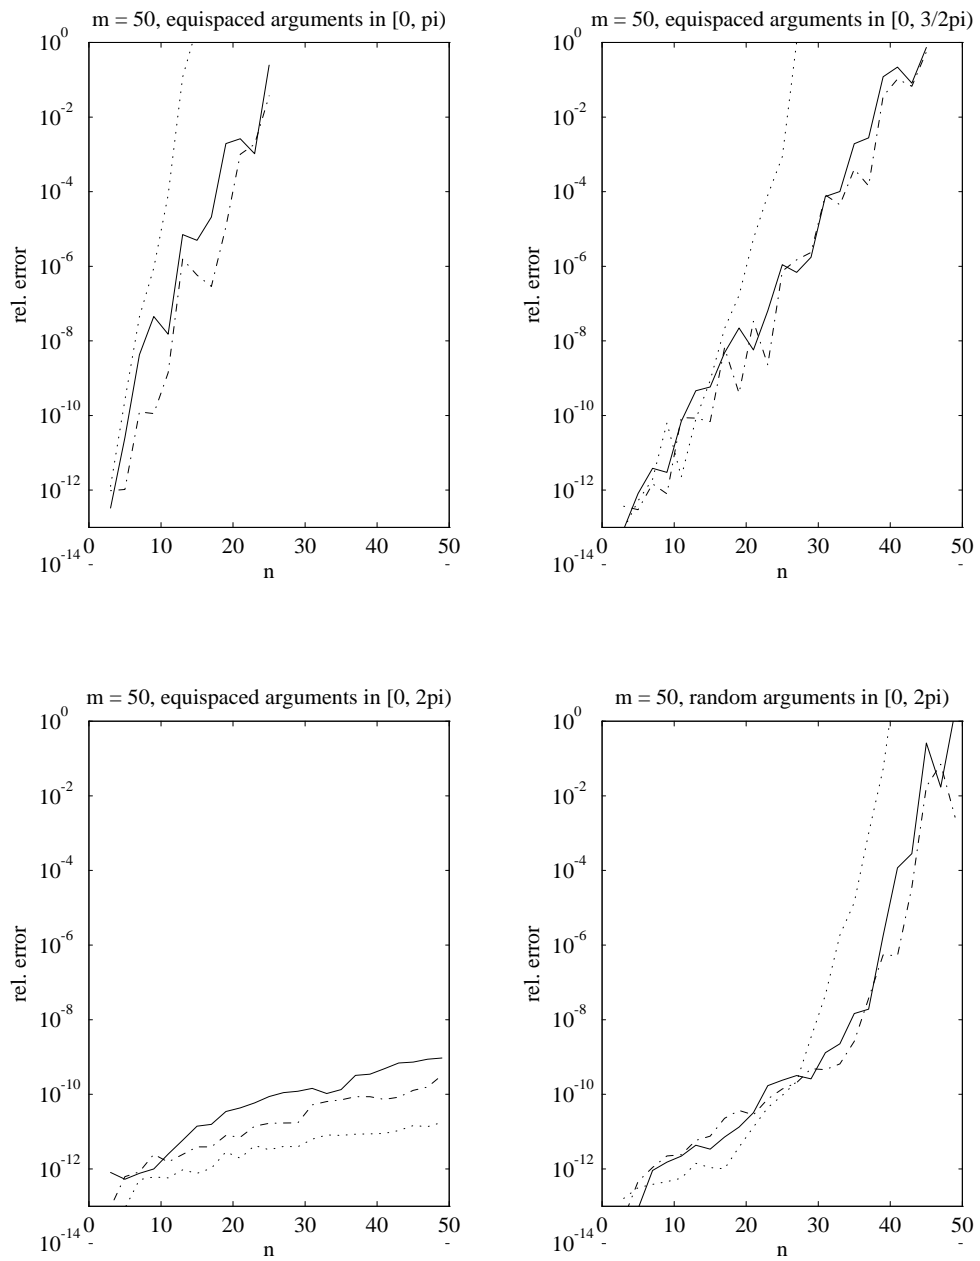 m = 50, equispaced arguments in [0, pi)
10^0
10^-2
10^-4
10^-6
10^-8
10^-10
10^-12
10^-14
rel. error
0 10 20 30 40 50
- -
n
m = 50, equispaced arguments in [0, 3/2pi)
10^0
10^-2
10^-4
10^-6
10^-8
10^-10
10^-12
10^-14
rel. error
0 10 20 30 40 50
- -
n
m = 50, equispaced arguments in [0, 2pi)
10^0
10^-2
10^-4
10^-6
10^-8
10^-10
10^-12
10^-14
rel. error
0 10 20 30 40 50
- -
n
m = 50, random arguments in [0, 2pi)
10^0
10^-2
10^-4
10^-6
10^-8
10^-10
10^-12
10^-14
rel. error
0 10 20 30 40 50
- -
n